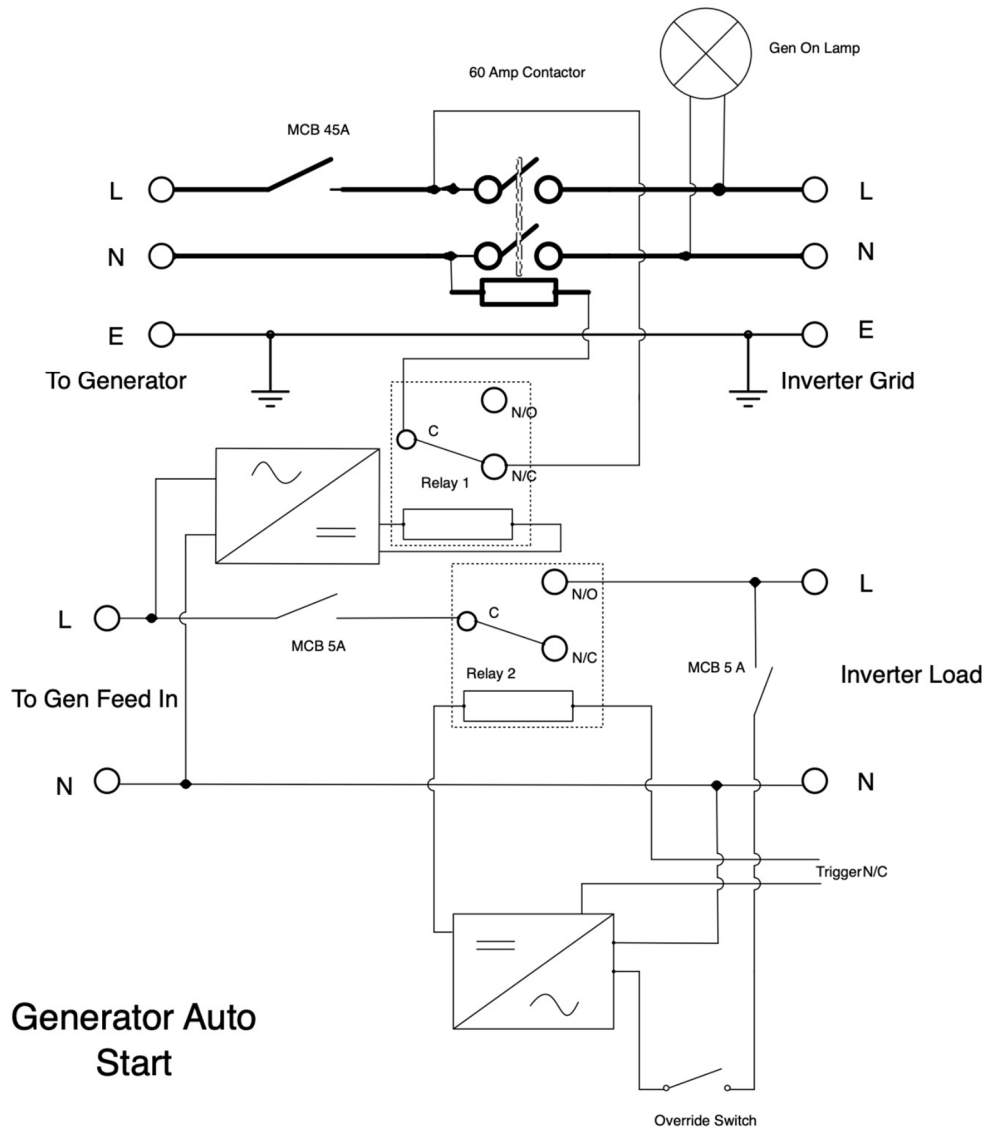 Gen On Lamp
60 Amp Contactor
MCB 45A
L
L
N
N
E
E
To Generator
Inverter Grid
N/O
C
N/C
Relay 1
N/O
L
L
C
MCB 5A
N/C
MCB 5 A
Inverter Load
Relay 2
To Gen Feed In
N
N
TriggerN/C
Generator Auto
Start
Override Switch